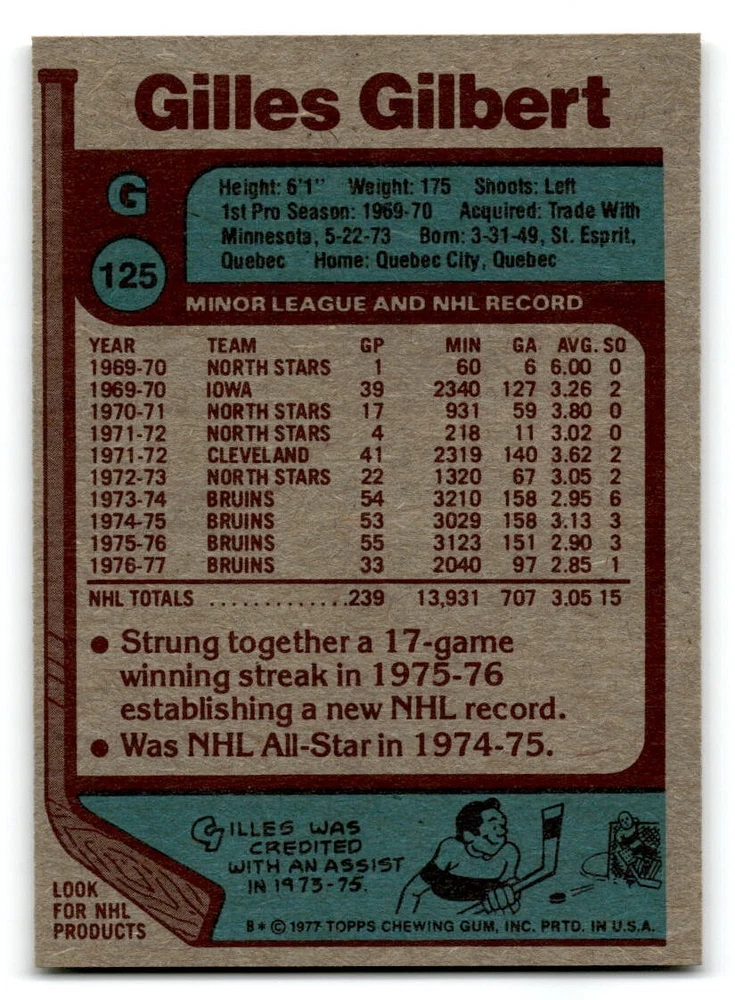 Gilles Gilbert
G
125
Height: 6'1" Weight: 175 Shoots: Left
1st Pro Season: 1969-70 Acquired: Trade With
Minnesota, 5-22-73 Born: 3-31-49, St. Esprit,
Quebec Home: Quebec City, Quebec
MINOR LEAGUE AND NHL RECORD
YEAR TEAM GP MIN GA AVG. SO
1969-70 NORTH STARS 1 60 6 6.00 0
1969-70 IOWA 39 2340 127 3.26 2
1970-71 NORTH STARS 17 931 59 3.80 0
1971-72 NORTH STARS 4 218 11 3.02 0
1971-72 CLEVELAND 41 2319 140 3.62 2
1972-73 NORTH STARS 22 1320 67 3.05 2
1973-74 BRUINS 54 3210 158 2.95 6
1974-75 BRUINS 53 3029 158 3.13 3
1975-76 BRUINS 55 3123 151 2.90 3
1976-77 BRUINS 33 2040 97 2.85 1
NHL TOTALS .............239 13,931 707 3.05 15
• Strung together a 17-game
winning streak in 1975-76
establishing a new NHL record.
• Was NHL All-Star in 1974-75.
GILLES WAS
CREDITED
WITH AN ASSIST
IN 1973-75.
LOOK
FOR NHL
PRODUCTS
B * © 1977 TOPPS CHEWING GUM, INC. PRTD. IN U.S.A.